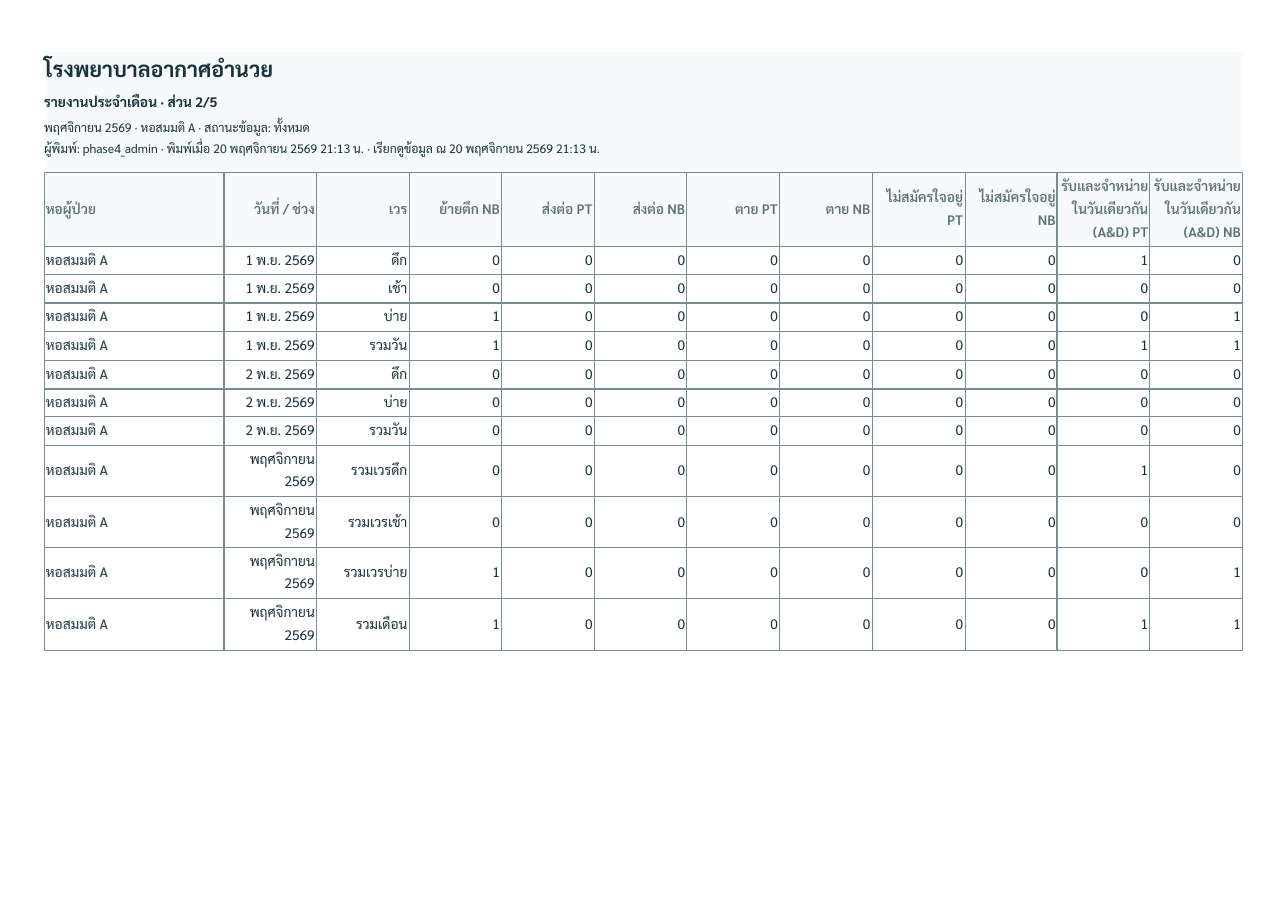 โรงพยาบาลอากาศอำนวย
รายงานประจำเดือน · ส่วน 2/5
พฤศจิกายน 2569 · หอสมมติ A · สถานะข้อมูล: ทั้งหมด
ผู้พิมพ์: phase4_admin · พิมพ์เมื่อ 20 พฤศจิกายน 2569 21:13 น. · เรียกดูข้อมูล ณ 20 พฤศจิกายน 2569 21:13 น.
หอผู้ป่วย วันที่ / ช่วง เวร ย้ายตึก NB ส่งต่อ PT ส่งต่อ NB ตาย PT ตาย NB ไม่สมัครใจอยู่ PT ไม่สมัครใจอยู่ NB รับและจำหน่ายในวันเดียวกัน (A&D) PT รับและจำหน่ายในวันเดียวกัน (A&D) NB
หอสมมติ A 1 พ.ย. 2569 ดึก 0 0 0 0 0 0 0 1 0
หอสมมติ A 1 พ.ย. 2569 เช้า 0 0 0 0 0 0 0 0 0
หอสมมติ A 1 พ.ย. 2569 บ่าย 1 0 0 0 0 0 0 0 1
หอสมมติ A 1 พ.ย. 2569 รวมวัน 1 0 0 0 0 0 0 1 1
หอสมมติ A 2 พ.ย. 2569 ดึก 0 0 0 0 0 0 0 0 0
หอสมมติ A 2 พ.ย. 2569 บ่าย 0 0 0 0 0 0 0 0 0
หอสมมติ A 2 พ.ย. 2569 รวมวัน 0 0 0 0 0 0 0 0 0
หอสมมติ A พฤศจิกายน 2569 รวมเวรดึก 0 0 0 0 0 0 0 1 0
หอสมมติ A พฤศจิกายน 2569 รวมเวรเช้า 0 0 0 0 0 0 0 0 0
หอสมมติ A พฤศจิกายน 2569 รวมเวรบ่าย 1 0 0 0 0 0 0 0 1
หอสมมติ A พฤศจิกายน 2569 รวมเดือน 1 0 0 0 0 0 0 1 1